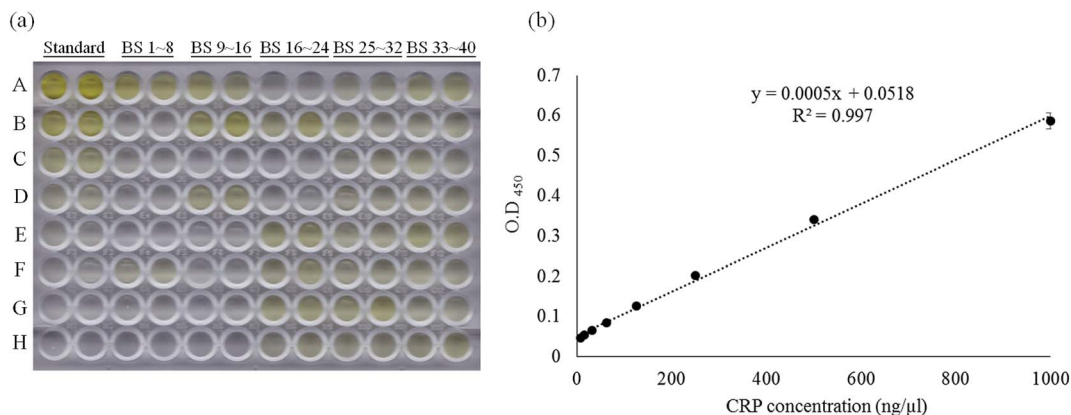 (a)
Standard BS 1~8 BS 9~16 BS 16~24 BS 25~32 BS 33~40
A
B
C
D
E
F
G
H
(b)
y = 0.0005x + 0.0518
R² = 0.997
O.D 450
0.7
0.6
0.5
0.4
0.3
0.2
0.1
0
0 200 400 600 800 1000
CRP concentration (ng/μl)